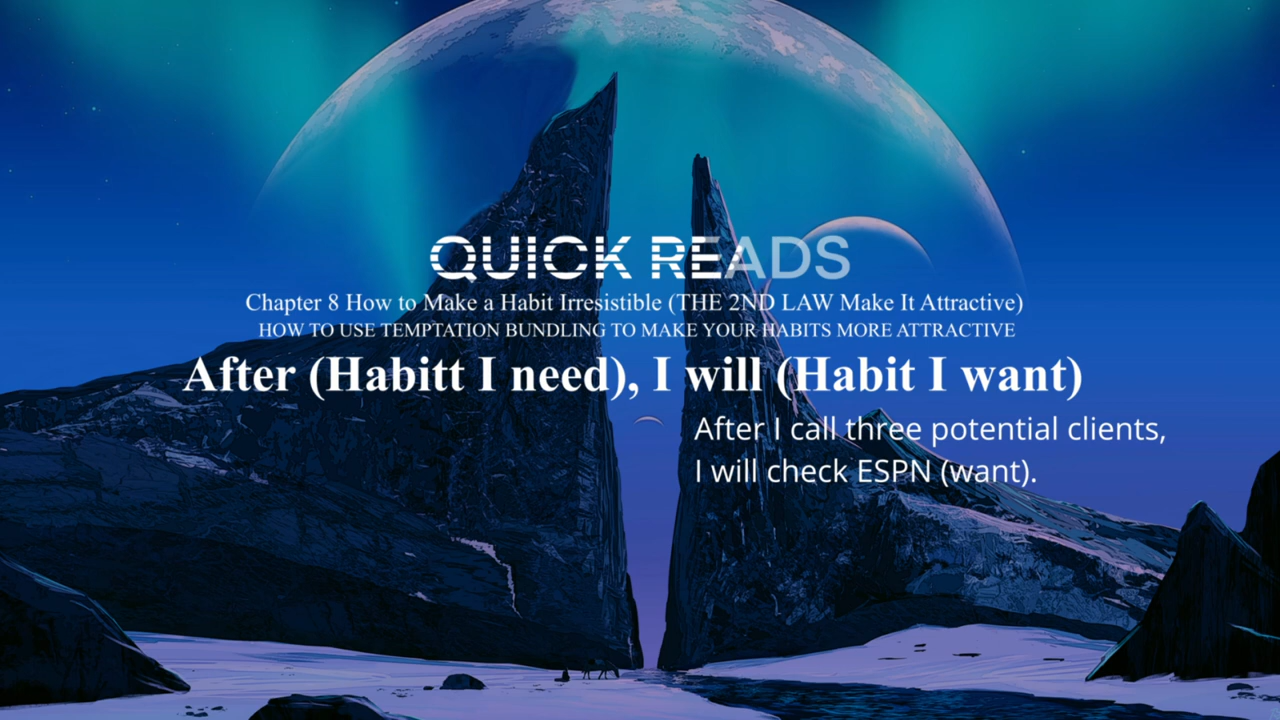 QUICK READS
Chapter 8 How to Make a Habit Irresistible (THE 2ND LAW Make It Attractive)
HOW TO USE TEMPTATION BUNDLING TO MAKE YOUR HABITS MORE ATTRACTIVE
After (Habitt I need), I will (Habit I want)
After I call three potential clients,
I will check ESPN (want).